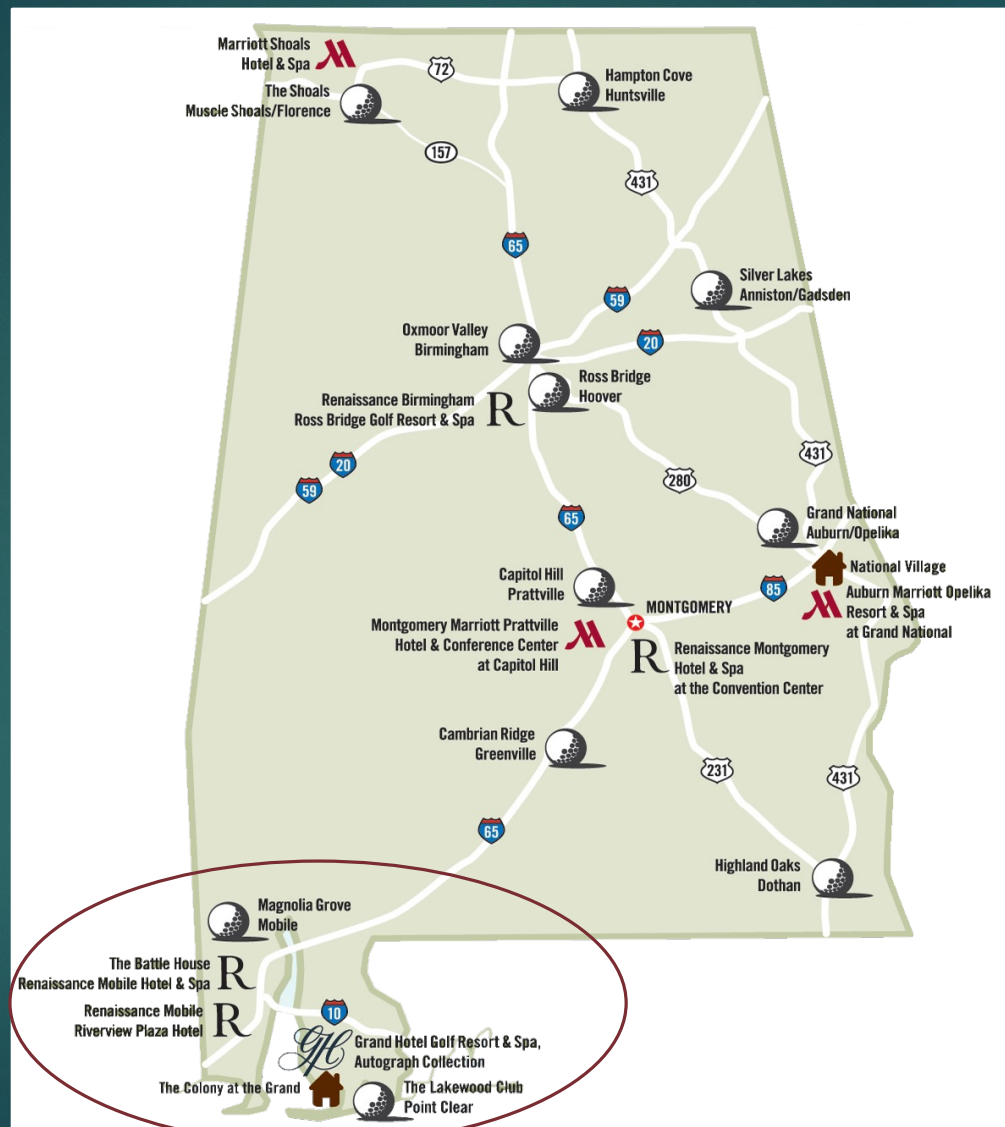 Marriott Shoals
Hotel & Spa
72
The Shoals
Muscle Shoals/Florence
Hampton Cove
Huntsville
157
431
65
59
Silver Lakes
Anniston/Gadsden
Oxmoor Valley
Birmingham
20
Ross Bridge
Hoover
Renaissance Birmingham
Ross Bridge Golf Resort & Spa
R
20
59
431
280
65
Grand National
Auburn/Opelika
National Village
Auburn Marriott Opelika
Resort & Spa
at Grand National
Capitol Hill
Prattville
85
MONTGOMERY
Montgomery Marriott Prattville
Hotel & Conference Center
at Capitol Hill
R
Renaissance Montgomery
Hotel & Spa
at the Convention Center
Cambrian Ridge
Greenville
231
431
65
Highland Oaks
Dothan
Magnolia Grove
Mobile
The Battle House
Renaissance Mobile Hotel & Spa
R
Renaissance Mobile
Riverview Plaza Hotel
R
10
GH
Grand Hotel Golf Resort & Spa,
Autograph Collection
The Colony at the Grand
The Lakewood Club
Point Clear